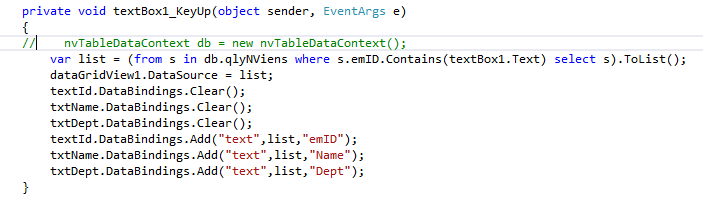 private void textBox1_KeyUp(object sender, EventArgs e)
{
//    nvTableDataContext db = new nvTableDataContext();
var list = (from s in db.qlyNViens where s.emID.Contains(textBox1.Text) select s).ToList();
dataGridView1.DataSource = list;
textId.DataBindings.Clear();
txtName.DataBindings.Clear();
txtDept.DataBindings.Clear();
textId.DataBindings.Add("text",list,"emID");
txtName.DataBindings.Add("text",list,"Name");
txtDept.DataBindings.Add("text",list,"Dept");
}